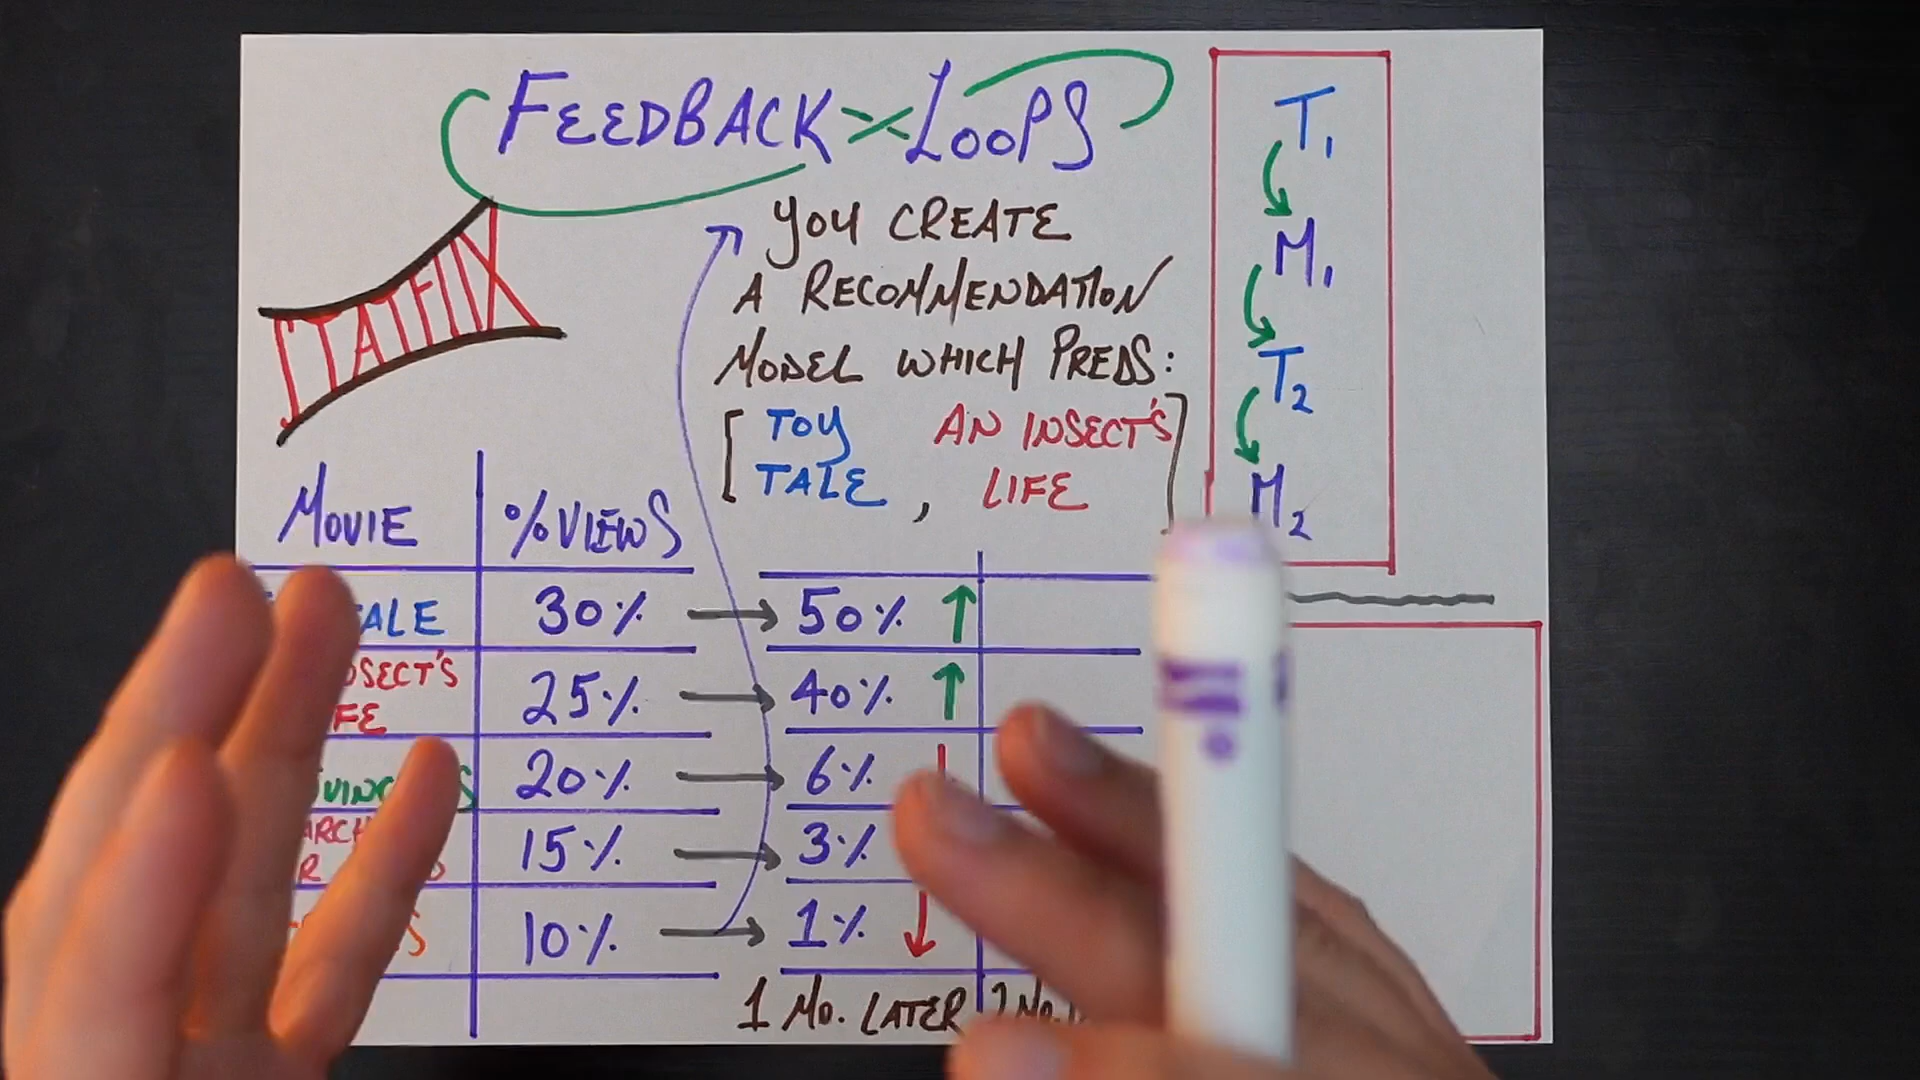 FEEDBACK LOOPS
STATFLIX
YOU CREATE
A RECOMMENDATION
MODEL WHICH PREDS:
[TOY TALE, AN INSECT'S LIFE]
T1
M1
T2
M2
MOVIE %VIEWS
TALE 30% → 50% ↑
25% → 40% ↑
20% → 6%
15% → 3%
10% → 1% ↓
1 MO. LATER